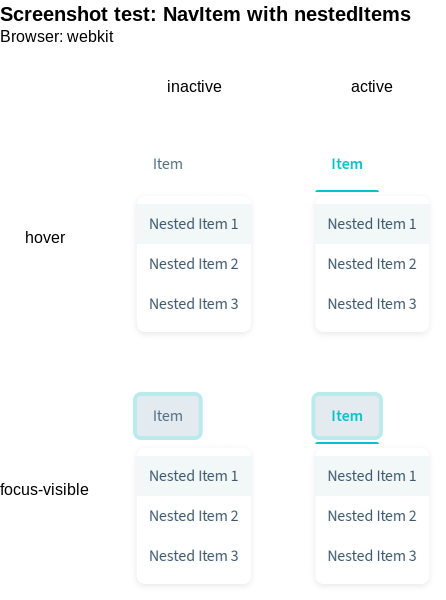 Screenshot test: NavItem with nestedItems
Browser: webkit
inactive active
Item Item
hover
Nested Item 1 Nested Item 1
Nested Item 2 Nested Item 2
Nested Item 3 Nested Item 3
Item Item
focus-visible
Nested Item 1 Nested Item 1
Nested Item 2 Nested Item 2
Nested Item 3 Nested Item 3